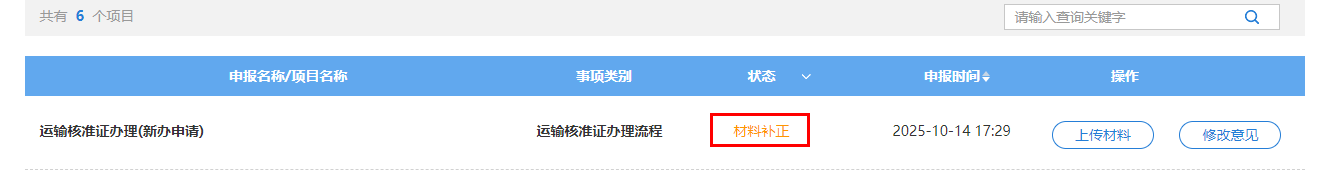 共有 6 个项目
请输入查询关键字
申报名称/项目名称 事项类别 状态 申报时间 操作
运输核准证办理(新办申请) 运输核准证办理流程 材料补正 2025-10-14 17:29 上传材料 修改意见